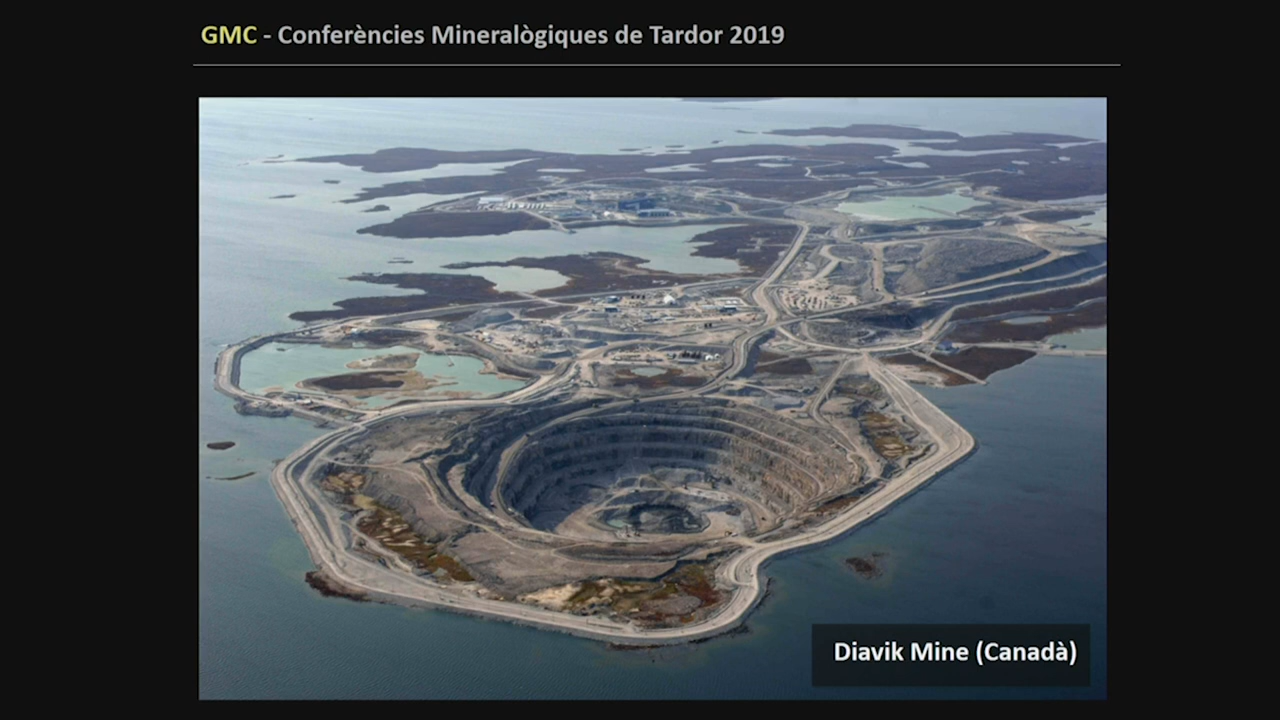 GMC - Conferències Mineralògiques de Tardor 2019
Diavik Mine (Canadà)